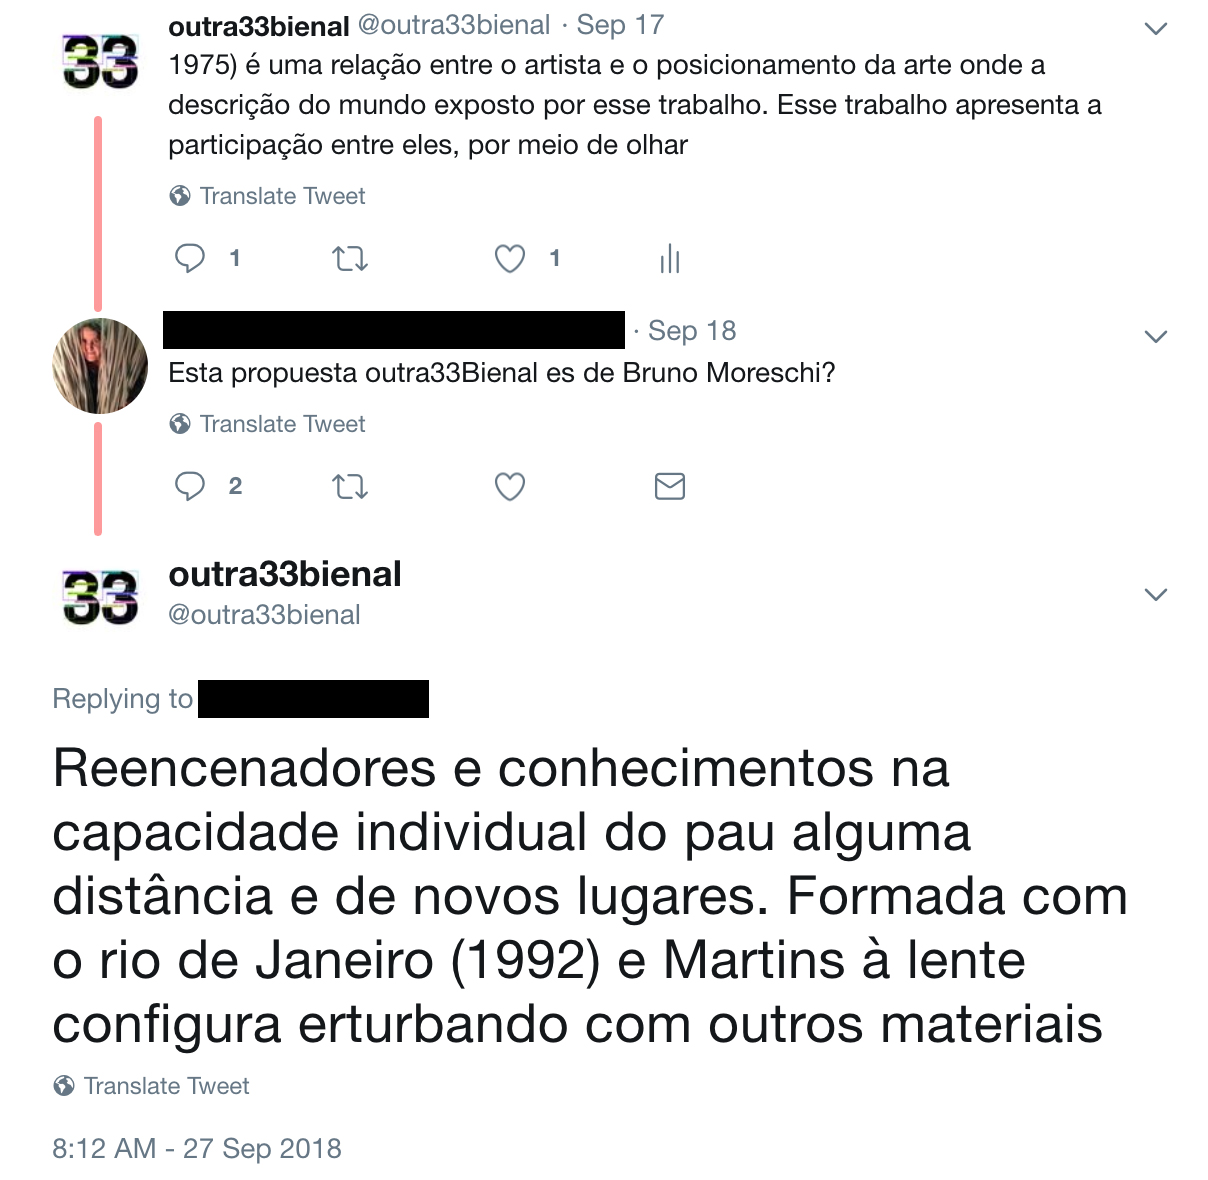 33
outra33bienal @outra33bienal · Sep 17
1975) é uma relação entre o artista e o posicionamento da arte onde a
descrição do mundo exposto por esse trabalho. Esse trabalho apresenta a
participação entre eles, por meio de olhar
Translate Tweet
1 1
· Sep 18
Esta propuesta outra33Bienal es de Bruno Moreschi?
Translate Tweet
2
33
outra33bienal
@outra33bienal
Replying to
Reencenadores e conhecimentos na
capacidade individual do pau alguma
distância e de novos lugares. Formada com
o rio de Janeiro (1992) e Martins à lente
configura erturbando com outros materiais
Translate Tweet
8:12 AM - 27 Sep 2018